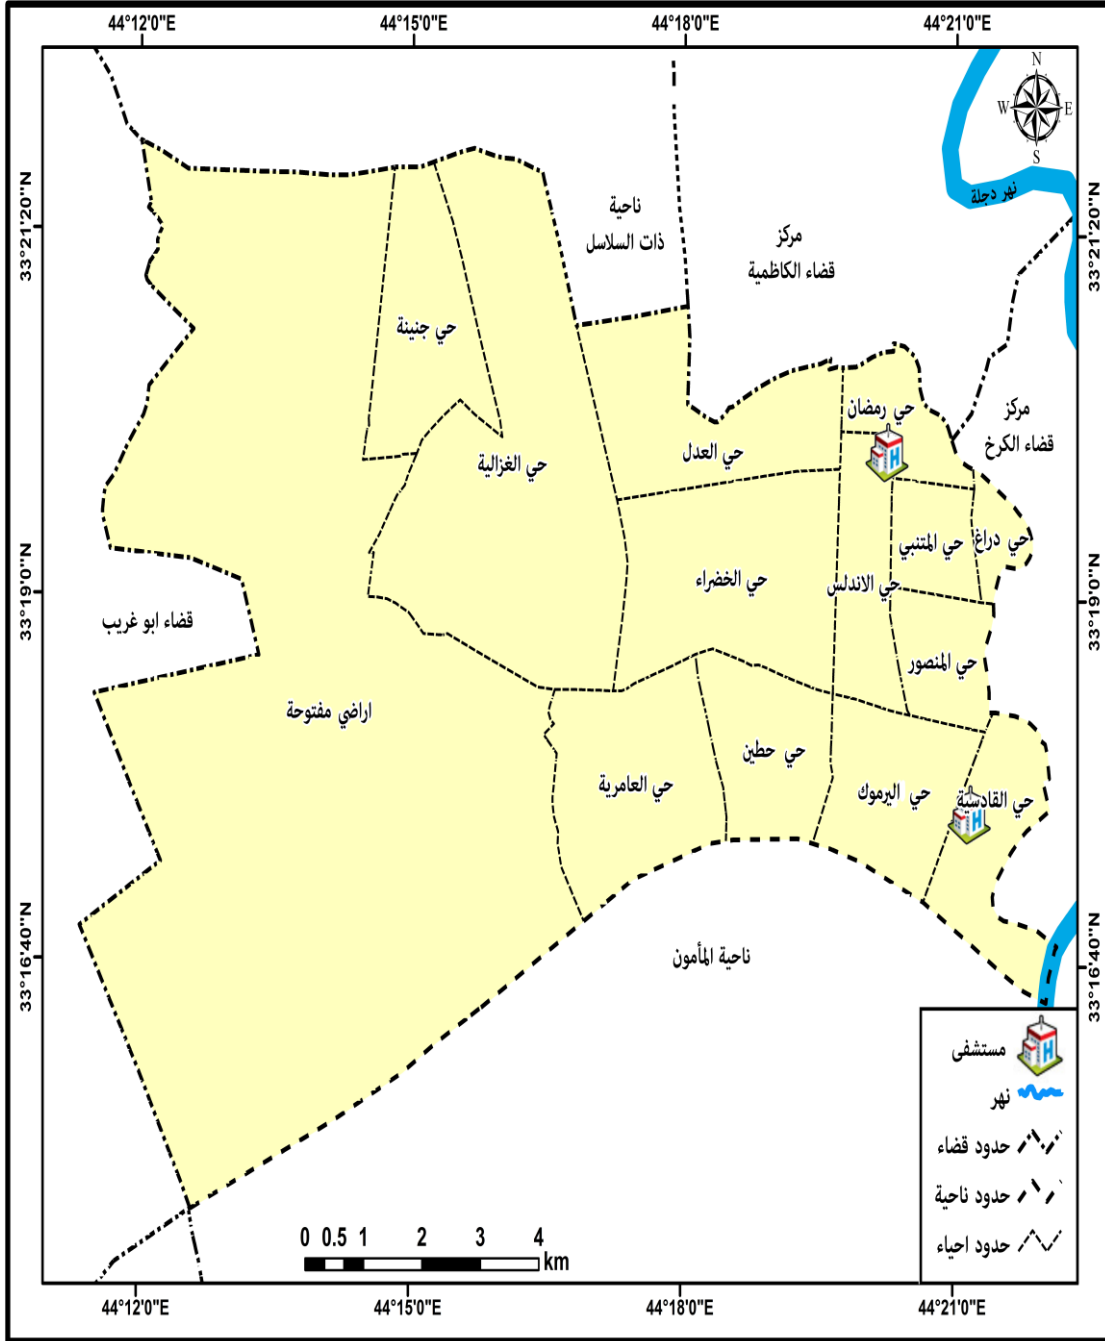 44°12'0"E
44°15'0"E
44°18'0"E
44°21'0"E
N
W
E
S
نهر دجلة
33°21'20"N
33°21'20"N
ناحية
ذات السلاسل
مركز
قضاء الكاظمية
حي جنينة
حي رمضان
مركز
قضاء الكرخ
حي الغزالية
حي العدل
H
حي المتنبي
حي دراغ
33°19'0"N
33°19'0"N
حي الخضراء
حي الاندلس
قضاء ابو غريب
حي المنصور
اراضي مفتوحة
حي حطين
حي العامرية
حي اليرموك
حي القادسية
H
ناحية المأمون
33°16'40"N
33°16'40"N
مستشفى
H
نهر
حدود قضاء
حدود ناحية
حدود احياء
0 0.5 1 2 3 4
km
44°12'0"E
44°15'0"E
44°18'0"E
44°21'0"E